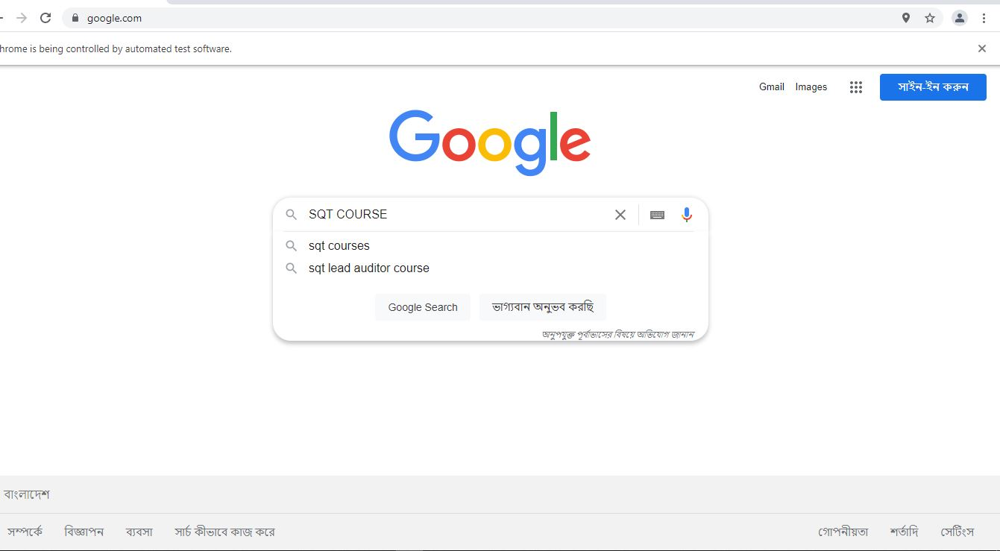 google.com
hrome is being controlled by automated test software.
Gmail Images সাইন-ইন করুন
Google
SQT COURSE
sqt courses
sqt lead auditor course
Google Search ভাগ্যবান অনুভব করছি
অনুপযুক্ত পূর্বাভাসের বিষয়ে অভিযোগ জানান
বাংলাদেশ
সম্পর্কে বিজ্ঞাপন ব্যবসা সার্চ কীভাবে কাজ করে গোপনীয়তা শর্তাদি সেটিংস